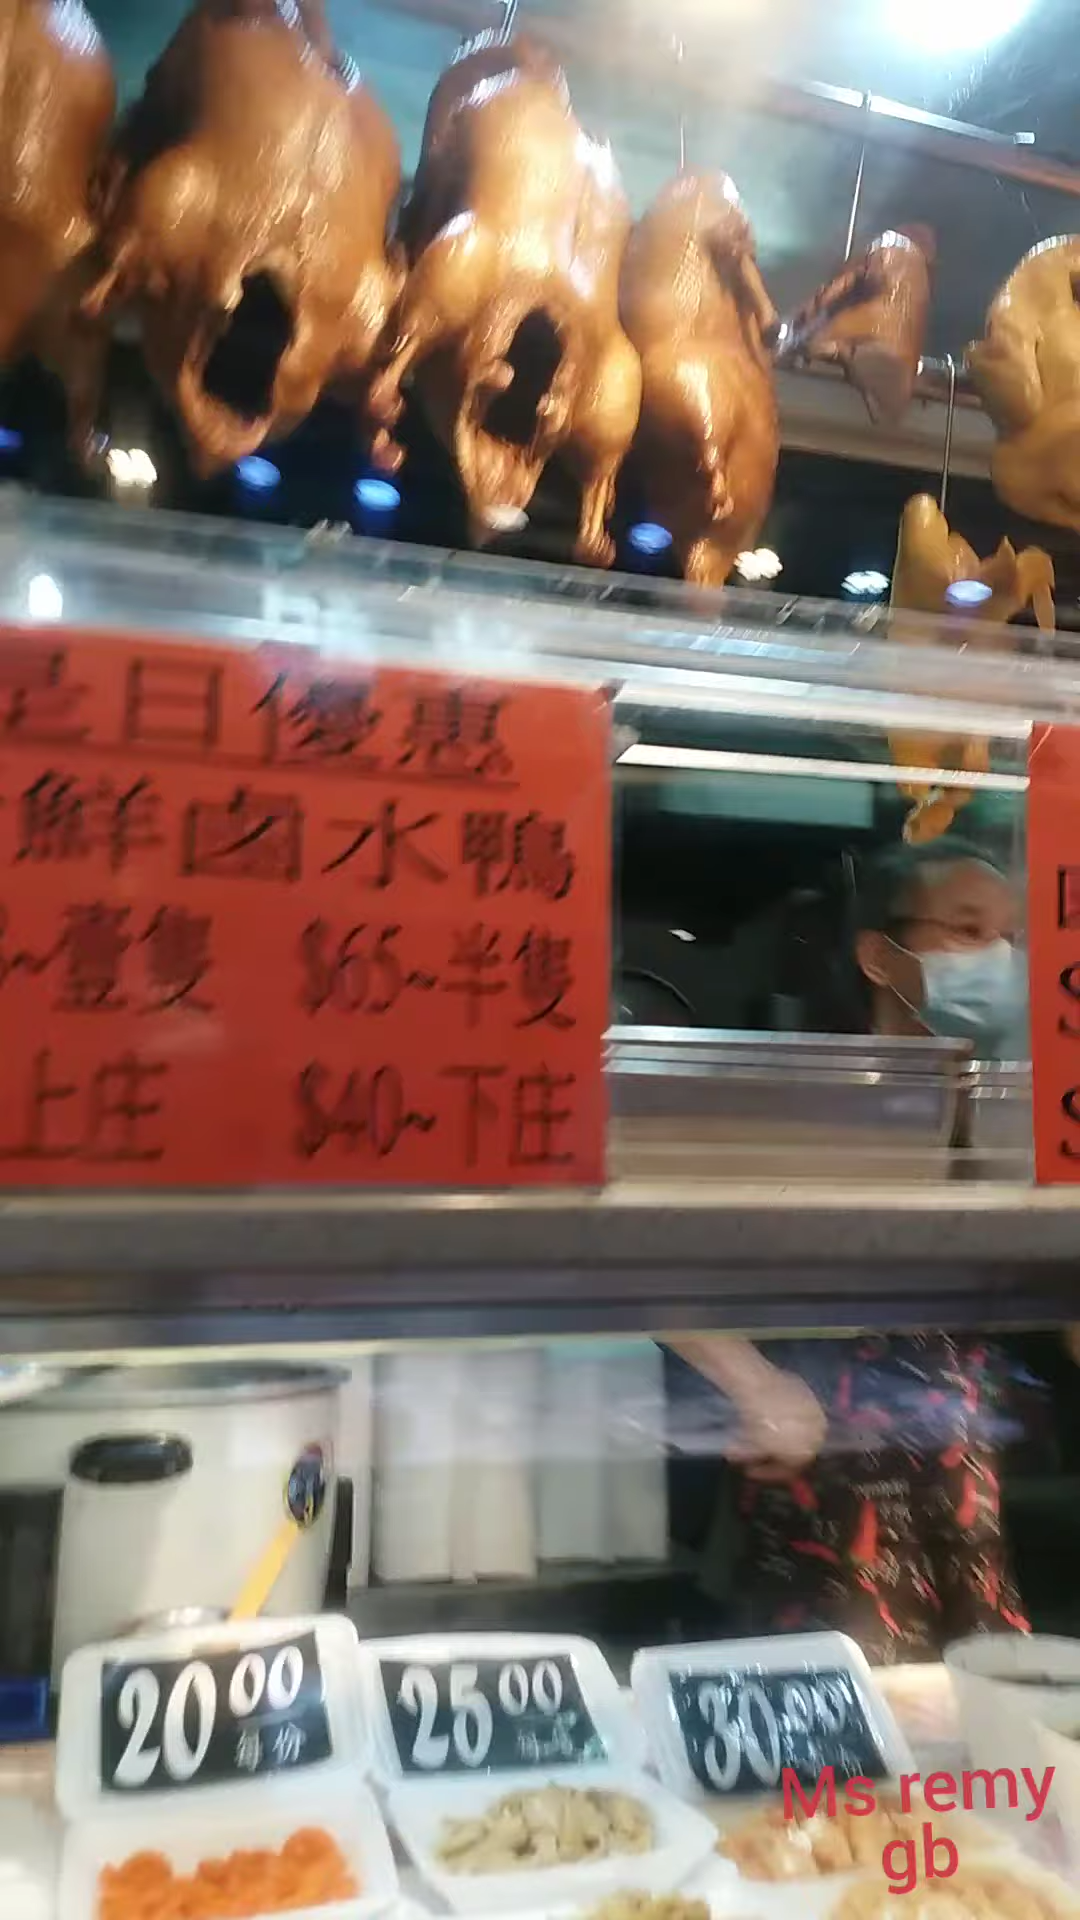 是日優惠
鮮鹵水鴨
~壹隻 $65~半隻
上庄 $40~下庄
$
$
20.00 每份
25.00
30.00
Ms remy
gb